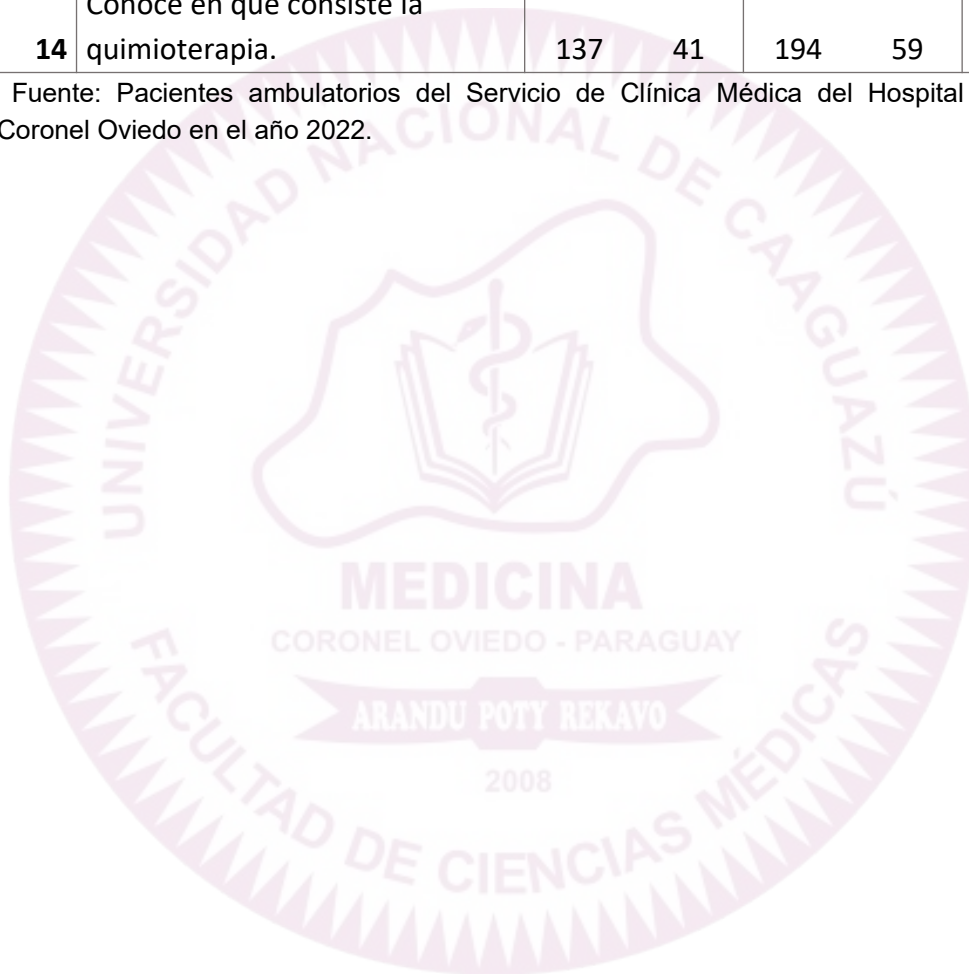 Conoce en que consiste la
14 quimioterapia. 137 41 194 59
Fuente: Pacientes ambulatorios del Servicio de Clínica Médica del Hospital
Coronel Oviedo en el año 2022.
UNIVERSIDAD NACIONAL DE CAAGUAZÚ
MEDICINA
CORONEL OVIEDO - PARAGUAY
ARANDU POTY REKAVO
2008
FACULTAD DE CIENCIAS MÉDICAS